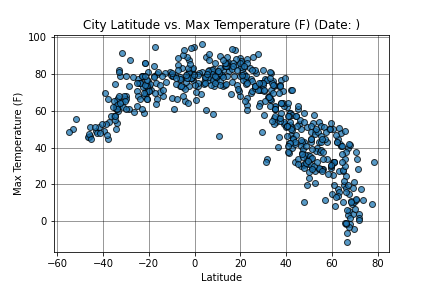 City Latitude vs. Max Temperature (F) (Date: )
100
80
60
40
20
0
Max Temperature (F)
−60 −40 −20 0 20 40 60 80
Latitude